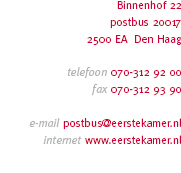 Binnenhof 22
postbus 20017
2500 EA Den Haag
telefoon 070-312 92 00
fax 070-312 93 90
e-mail postbus@eerstekamer.nl
internet www.eerstekamer.nl